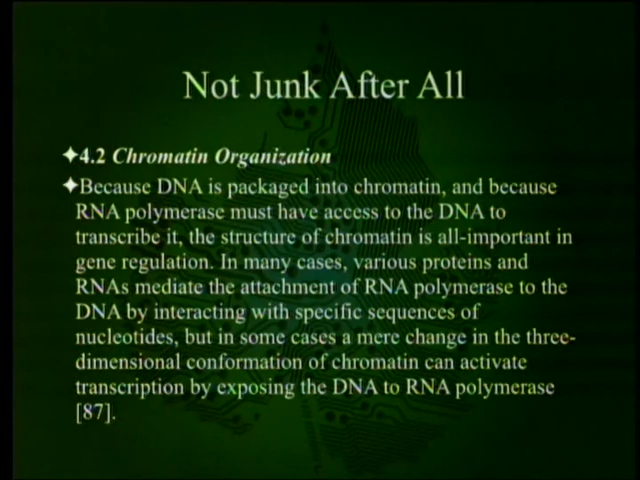 Not Junk After All
✦4.2 Chromatin Organization
✦Because DNA is packaged into chromatin, and because
RNA polymerase must have access to the DNA to
transcribe it, the structure of chromatin is all-important in
gene regulation. In many cases, various proteins and
RNAs mediate the attachment of RNA polymerase to the
DNA by interacting with specific sequences of
nucleotides, but in some cases a mere change in the three-
dimensional conformation of chromatin can activate
transcription by exposing the DNA to RNA polymerase
[87].